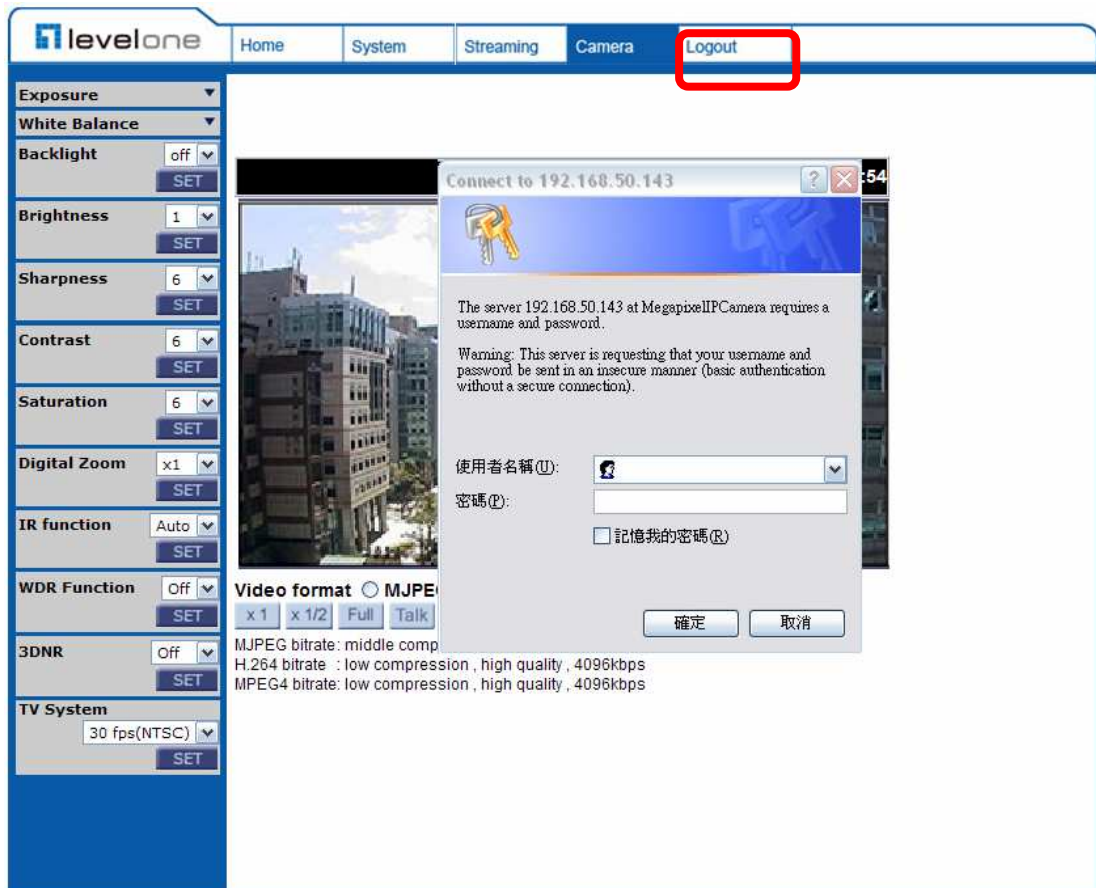 levelone
Home System Streaming Camera Logout
Exposure
White Balance
Backlight off
SET
Brightness 1
SET
Sharpness 6
SET
Contrast 6
SET
Saturation 6
SET
Digital Zoom x1
SET
IR function Auto
SET
WDR Function Off
SET
3DNR Off
SET
TV System
30 fps(NTSC)
SET
:54
Connect to 192.168.50.143
The server 192.168.50.143 at MegapixelIPCamera requires a
username and password.
Warning: This server is requesting that your username and
password be sent in an insecure manner (basic authentication
without a secure connection).
使用者名稱(U):
密碼(P):
記憶我的密碼(R)
確定 取消
Video format MJPE
x 1 x 1/2 Full Talk
MJPEG bitrate: middle comp
H.264 bitrate : low compression , high quality , 4096kbps
MPEG4 bitrate: low compression , high quality , 4096kbps